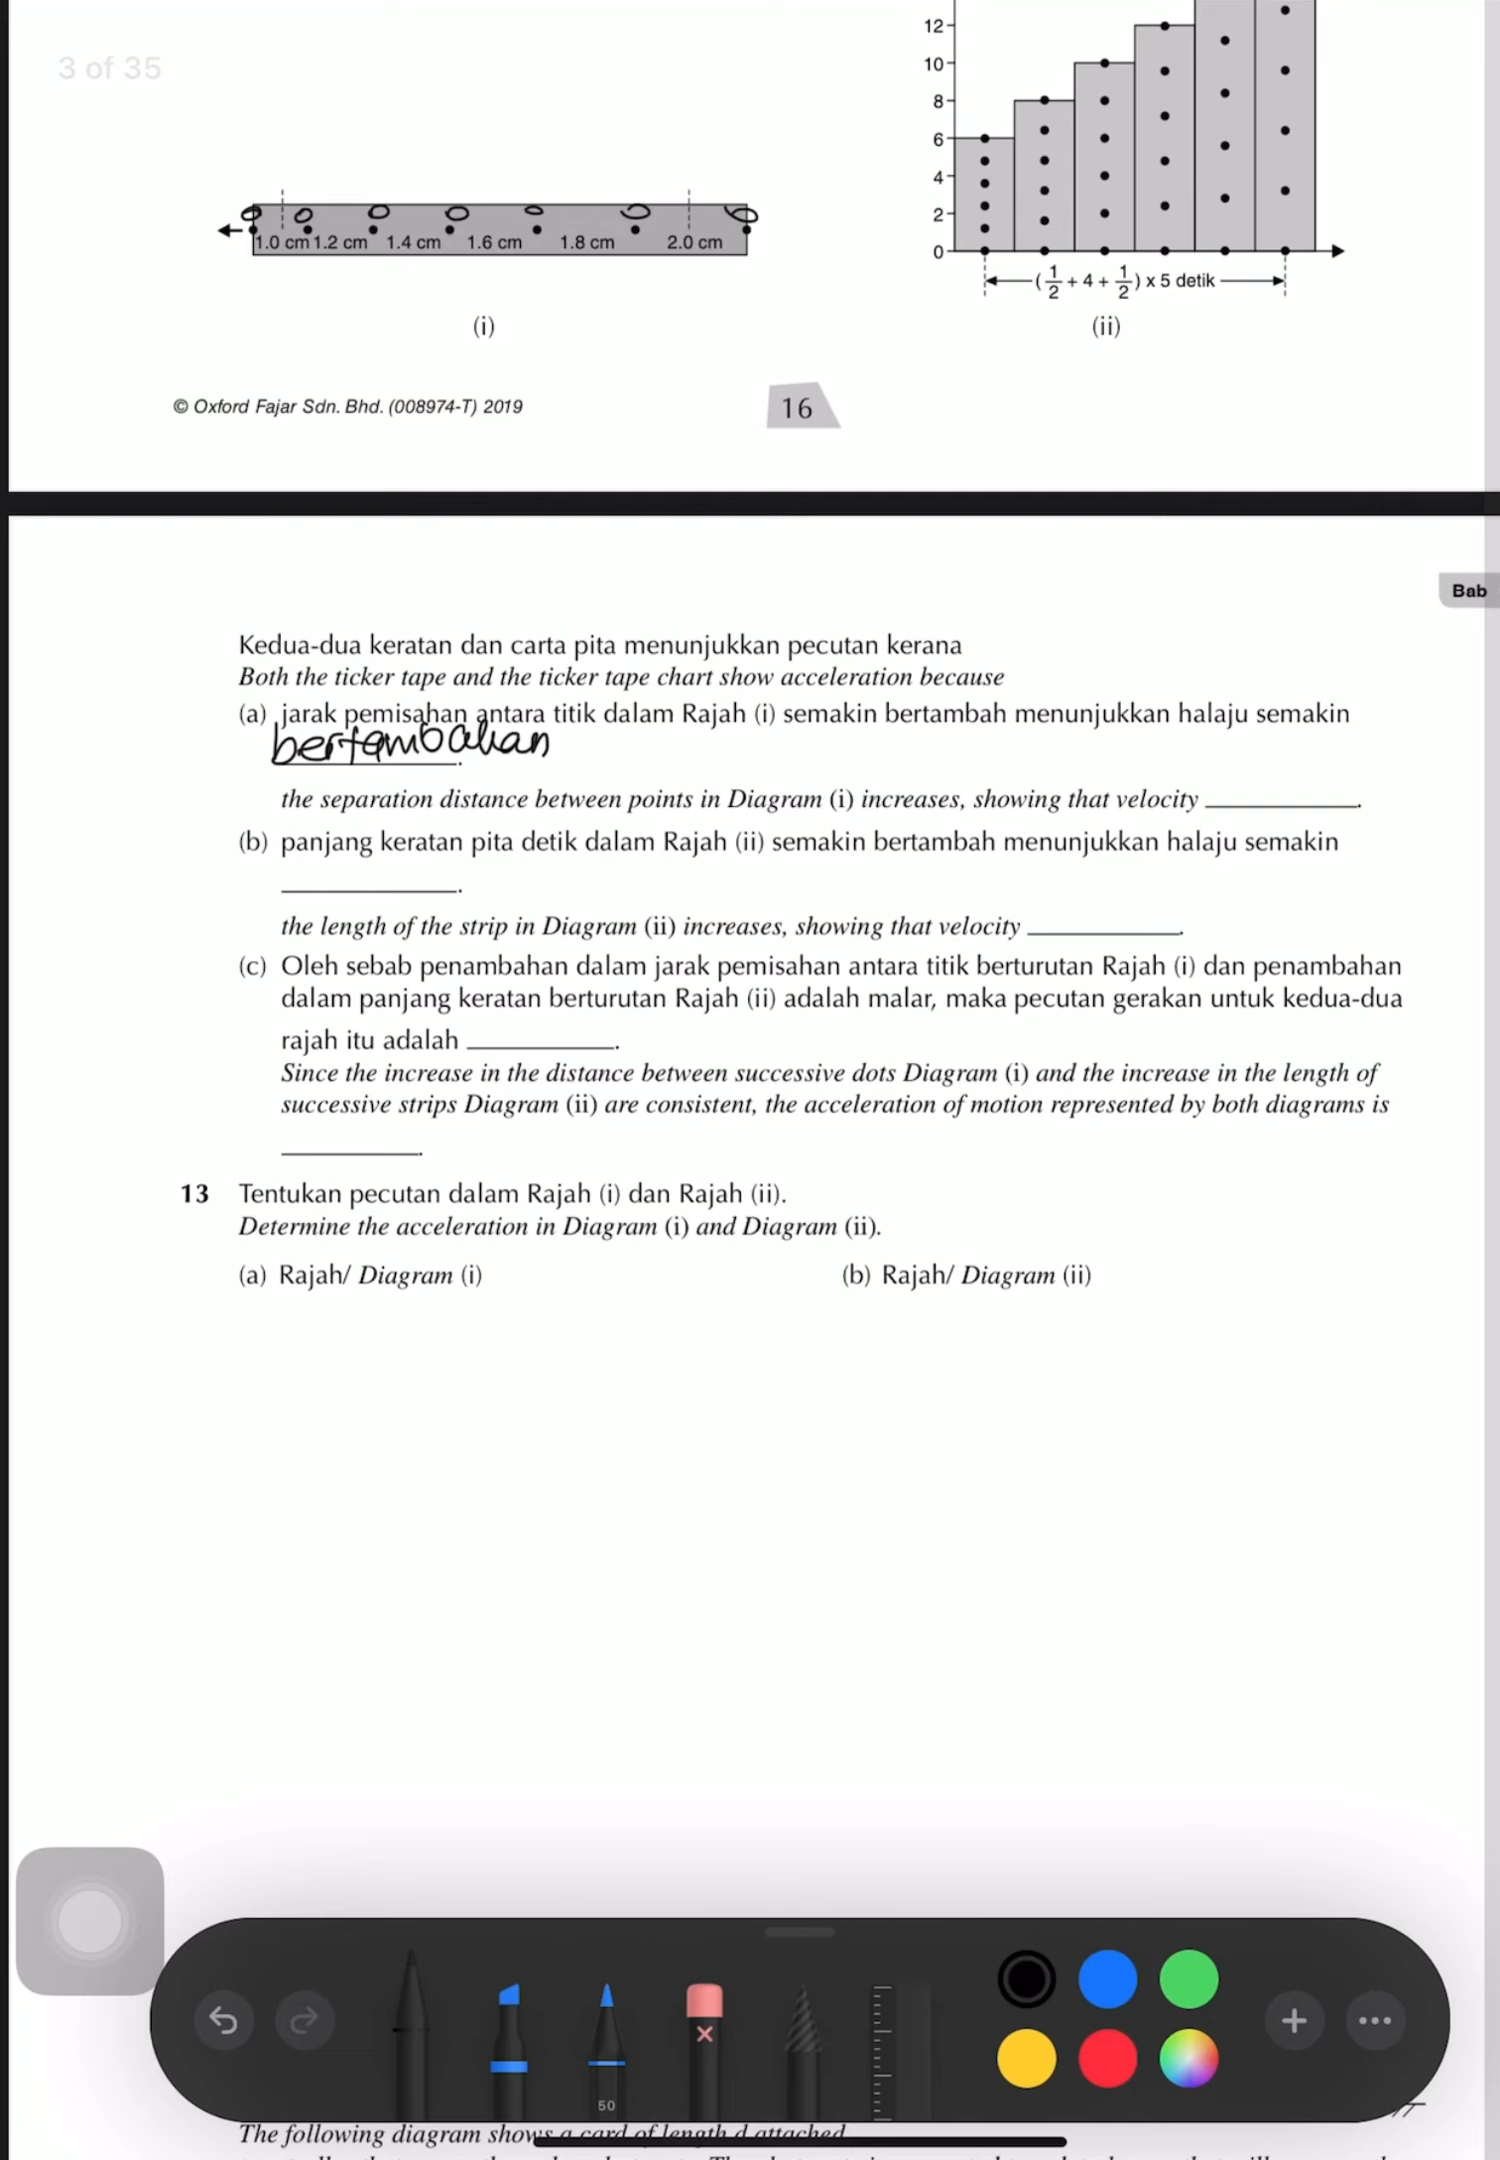 3 of 35
12
10
8
6
4
2
0
1.0 cm 1.2 cm 1.4 cm 1.6 cm 1.8 cm 2.0 cm
(1/2 + 4 + 1/2) x 5 detik
(i)
(ii)
© Oxford Fajar Sdn. Bhd. (008974-T) 2019
16
Bab
Kedua-dua keratan dan carta pita menunjukkan pecutan kerana
Both the ticker tape and the ticker tape chart show acceleration because
(a) jarak pemisahan antara titik dalam Rajah (i) semakin bertambah menunjukkan halaju semakin
bertambahan.
the separation distance between points in Diagram (i) increases, showing that velocity ____________.
(b) panjang keratan pita detik dalam Rajah (ii) semakin bertambah menunjukkan halaju semakin
____________.
the length of the strip in Diagram (ii) increases, showing that velocity ____________.
(c) Oleh sebab penambahan dalam jarak pemisahan antara titik berturutan Rajah (i) dan penambahan
dalam panjang keratan berturutan Rajah (ii) adalah malar, maka pecutan gerakan untuk kedua-dua
rajah itu adalah ____________.
Since the increase in the distance between successive dots Diagram (i) and the increase in the length of
successive strips Diagram (ii) are consistent, the acceleration of motion represented by both diagrams is
____________.
13 Tentukan pecutan dalam Rajah (i) dan Rajah (ii).
Determine the acceleration in Diagram (i) and Diagram (ii).
(a) Rajah/ Diagram (i)
(b) Rajah/ Diagram (ii)
50
The following diagram shows a card of length d attached